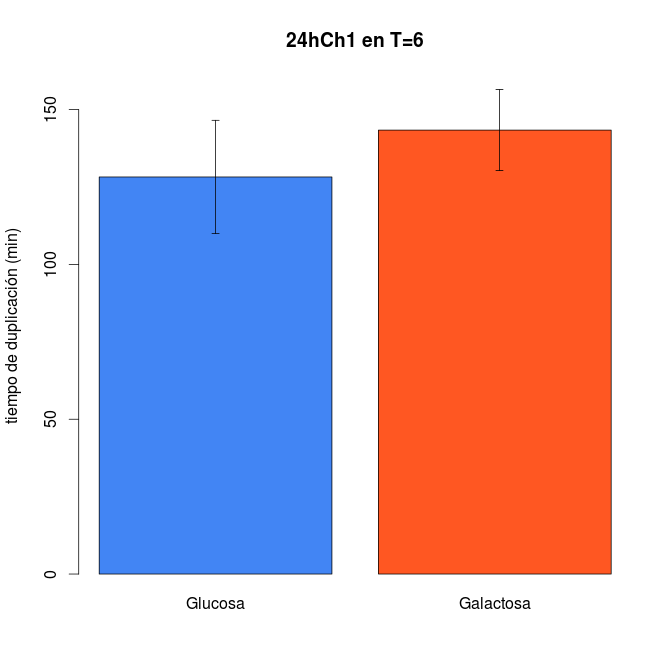 24hCh1 en T=6
tiempo de duplicación (min)
150
100
50
0
Glucosa
Galactosa